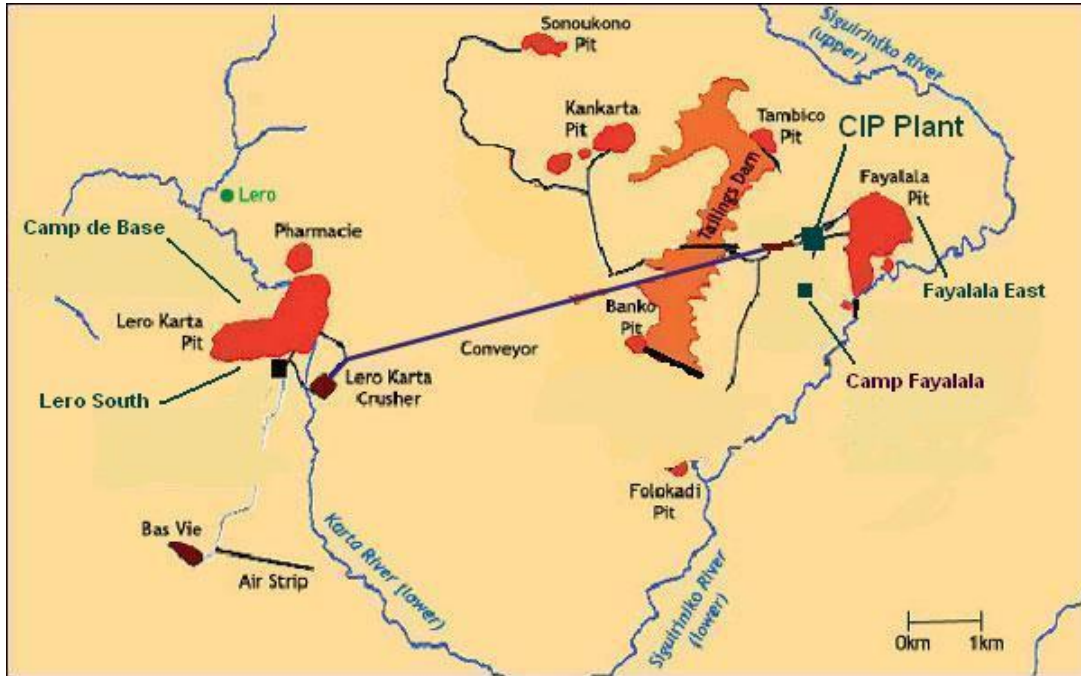 Sonoukono
Pit
Siguiriniko River
(upper)
Kankarta
Pit
Tambico
Pit
CIP Plant
Lero
Tailings Dam
Fayalala
Pit
Camp de Base
Pharmacie
Fayalala East
Lero Karta
Pit
Banko
Pit
Conveyor
Lero Karta
Crusher
Camp Fayalala
Lero South
Folokadi
Pit
Bas Vie
Air Strip
Karta River (lower)
Siguiriniko River
(lower)
0km
1km